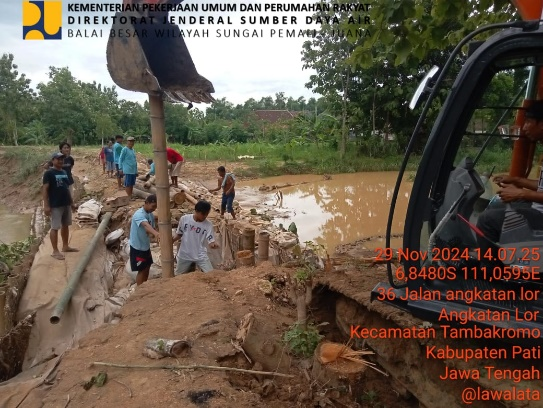 KEMENTERIAN PEKERJAAN UMUM DAN PERUMAHAN RAKYAT
DIREKTORAT JENDERAL SUMBER DAYA AIR
BALAI BESAR WILAYAH SUNGAI PEMALI JUANA
29 Nov 2024 14.07.25
6,8480S 111,0595E
36 Jalan angkatan lor
Angkatan Lor
Kecamatan Tambakromo
Kabupaten Pati
Jawa Tengah
@lawalata